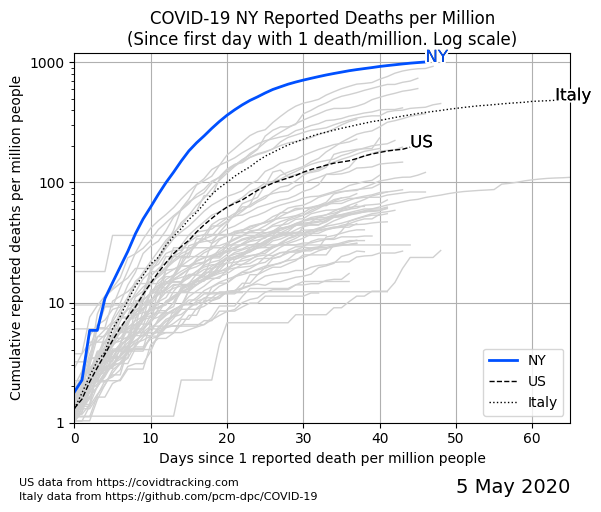 COVID-19 NY Reported Deaths per Million
(Since first day with 1 death/million. Log scale)
Cumulative reported deaths per million people
1000
100
10
1
NY
Italy
US
NY
US
Italy
0 10 20 30 40 50 60
Days since 1 reported death per million people
US data from https://covidtracking.com
Italy data from https://github.com/pcm-dpc/COVID-19
5 May 2020